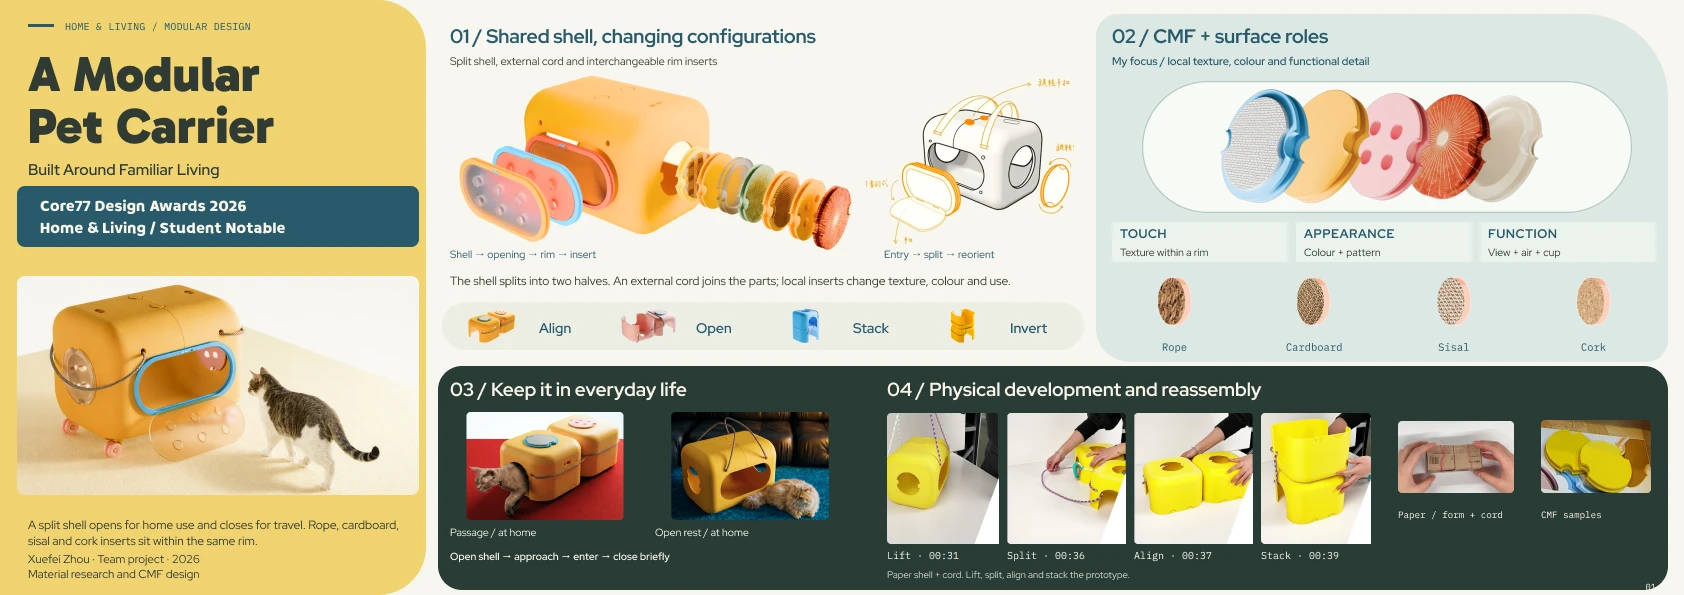 HOME & LIVING / MODULAR DESIGN
A Modular
Pet Carrier
Built Around Familiar Living
Core77 Design Awards 2026
Home & Living / Student Notable
A split shell opens for home use and closes for travel. Rope, cardboard,
sisal and cork inserts sit within the same rim.
Xuefei Zhou · Team project · 2026
Material research and CMF design
01 / Shared shell, changing configurations
Split shell, external cord and interchangeable rim inserts
Shell → opening → rim → insert
Entry → split → reorient
The shell splits into two halves. An external cord joins the parts; local inserts change texture, colour and use.
Align
Open
Stack
Invert
02 / CMF + surface roles
My focus / local texture, colour and functional detail
TOUCH
Texture within a rim
APPEARANCE
Colour + pattern
FUNCTION
View + air + cup
Rope
Cardboard
Sisal
Cork
03 / Keep it in everyday life
Passage / at home
Open rest / at home
Open shell → approach → enter → close briefly
04 / Physical development and reassembly
Lift · 00:31
Split · 00:36
Align · 00:37
Stack · 00:39
Paper / form + cord
CMF samples
Paper shell + cord. Lift, split, align and stack the prototype.
01